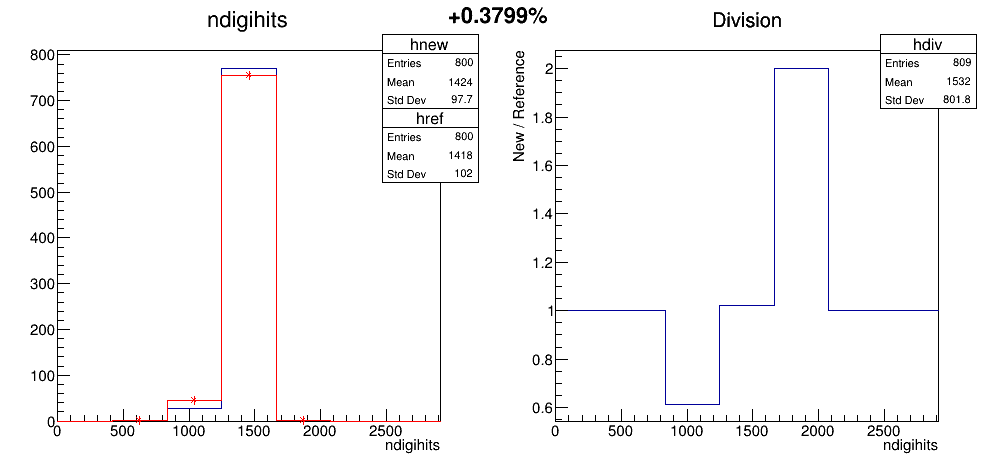 +0.3799%
ndigihits
hnew
Entries 800
Mean 1424
Std Dev 97.7
href
Entries 800
Mean 1418
Std Dev 102
800
700
600
500
400
300
200
100
0
0 500 1000 1500 2000 2500
ndigihits
Division
hdiv
Entries 809
Mean 1532
Std Dev 801.8
New / Reference
2
1.8
1.6
1.4
1.2
1
0.8
0.6
0 500 1000 1500 2000 2500
ndigihits